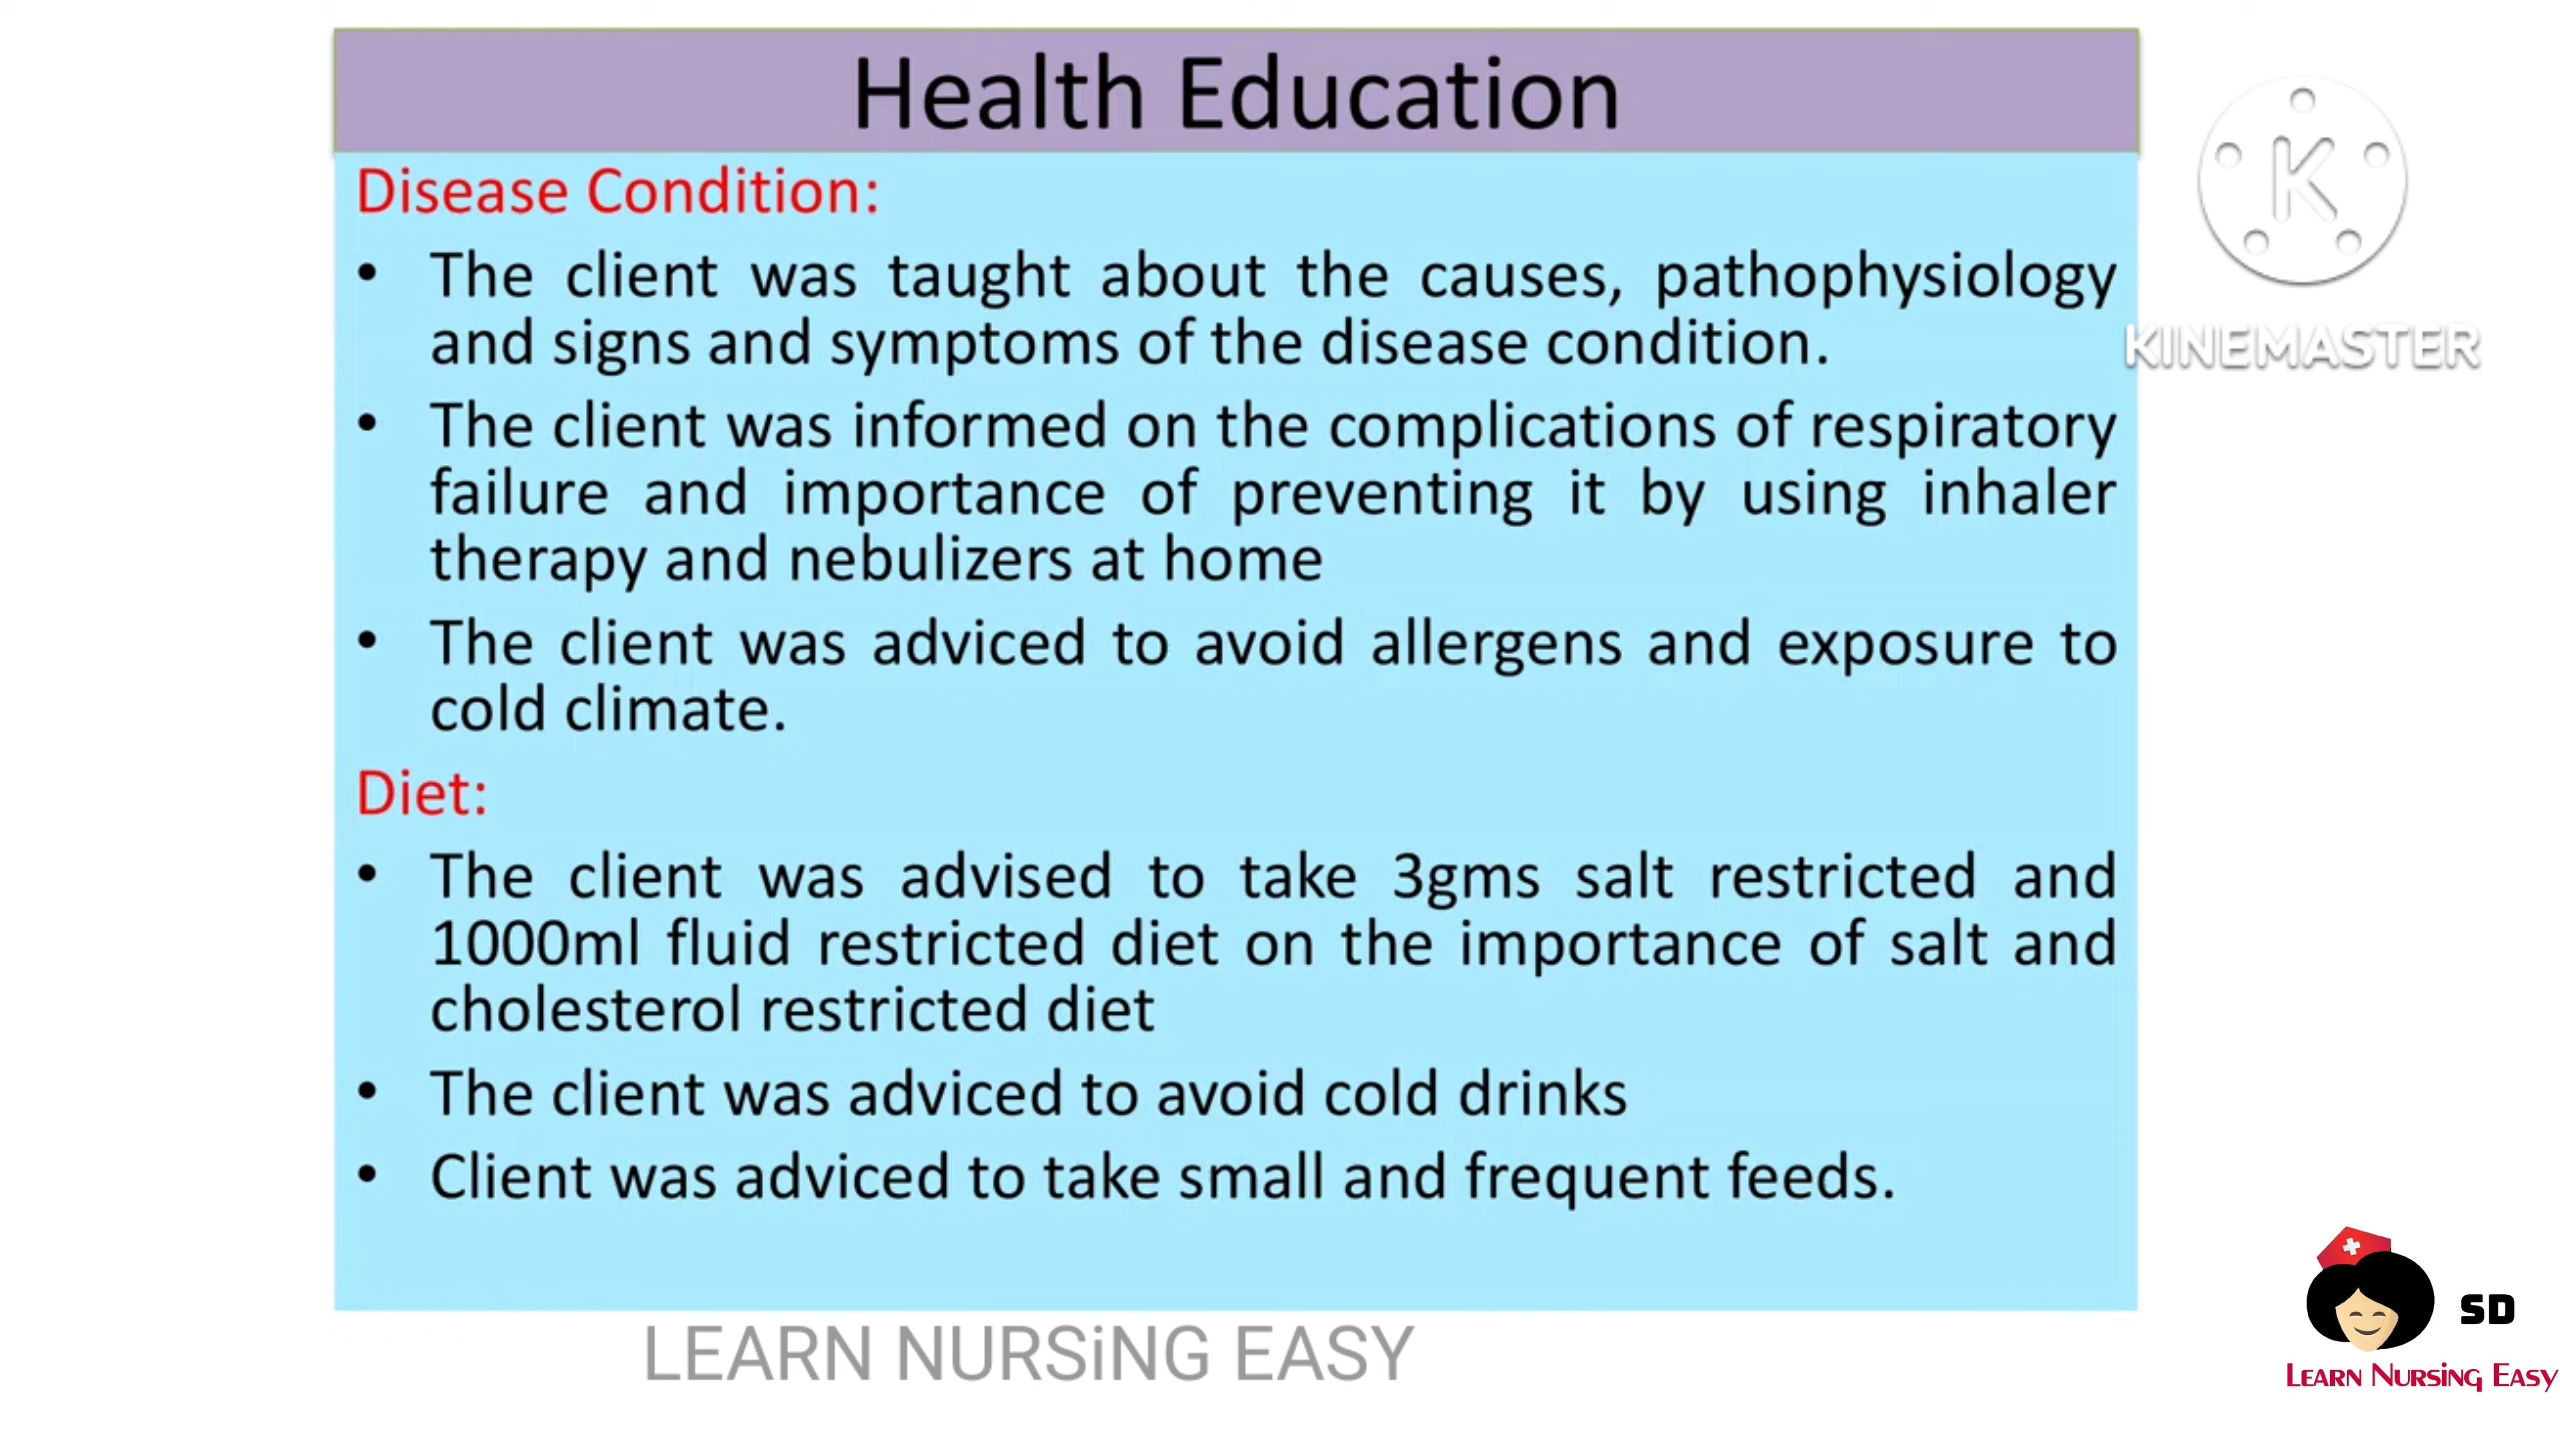 Health Education
Disease Condition:
• The client was taught about the causes, pathophysiology
and signs and symptoms of the disease condition.
• The client was informed on the complications of respiratory
failure and importance of preventing it by using inhaler
therapy and nebulizers at home
• The client was adviced to avoid allergens and exposure to
cold climate.
Diet:
• The client was advised to take 3gms salt restricted and
1000ml fluid restricted diet on the importance of salt and
cholesterol restricted diet
• The client was adviced to avoid cold drinks
• Client was adviced to take small and frequent feeds.
K
KINEMASTER
LEARN NURSiNG EASY
SD
LEARN NURSiNG EASY